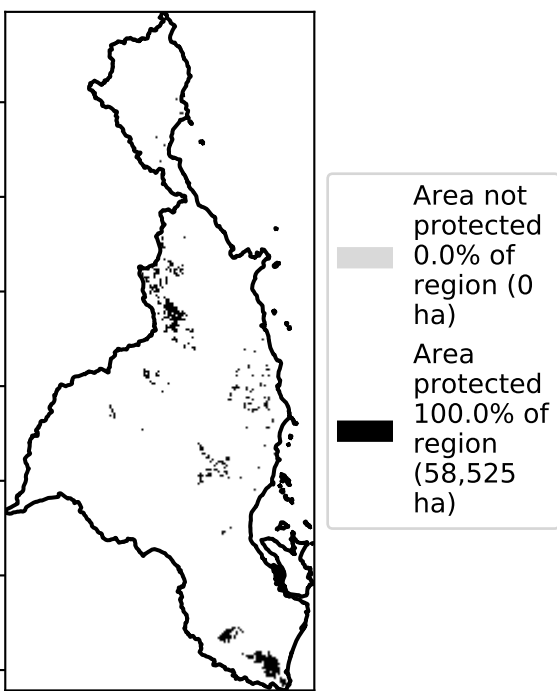 Area not
protected
0.0% of
region (0
ha)
Area
protected
100.0% of
region
(58,525
ha)